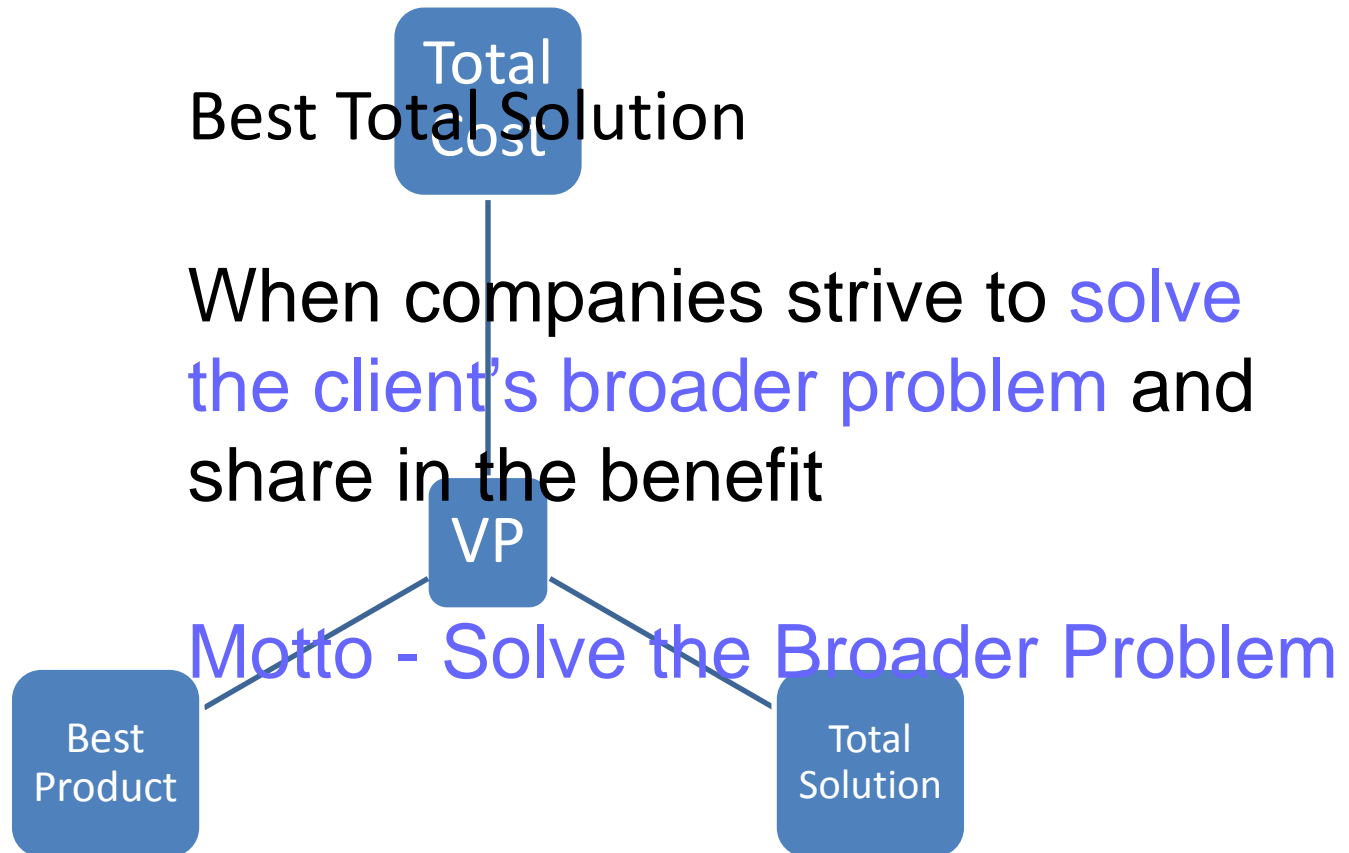 Total
Cost
Best Total Solution
When companies strive to solve
the client’s broader problem and
share in the benefit
VP
Motto - Solve the Broader Problem
Best
Product
Total
Solution